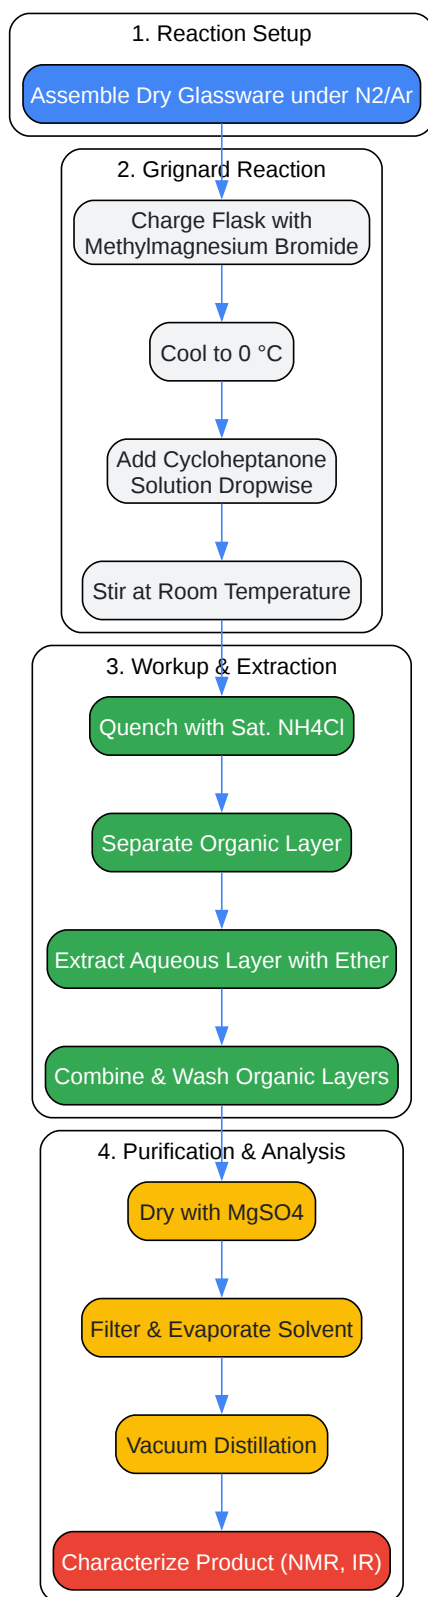 1. Reaction Setup
Assemble Dry Glassware under N2/Ar
2. Grignard Reaction
Charge Flask with
Methylmagnesium Bromide
Cool to 0 °C
Add Cycloheptanone
Solution Dropwise
Stir at Room Temperature
3. Workup & Extraction
Quench with Sat. NH4Cl
Separate Organic Layer
Extract Aqueous Layer with Ether
Combine & Wash Organic Layers
4. Purification & Analysis
Dry with MgSO4
Filter & Evaporate Solvent
Vacuum Distillation
Characterize Product (NMR, IR)